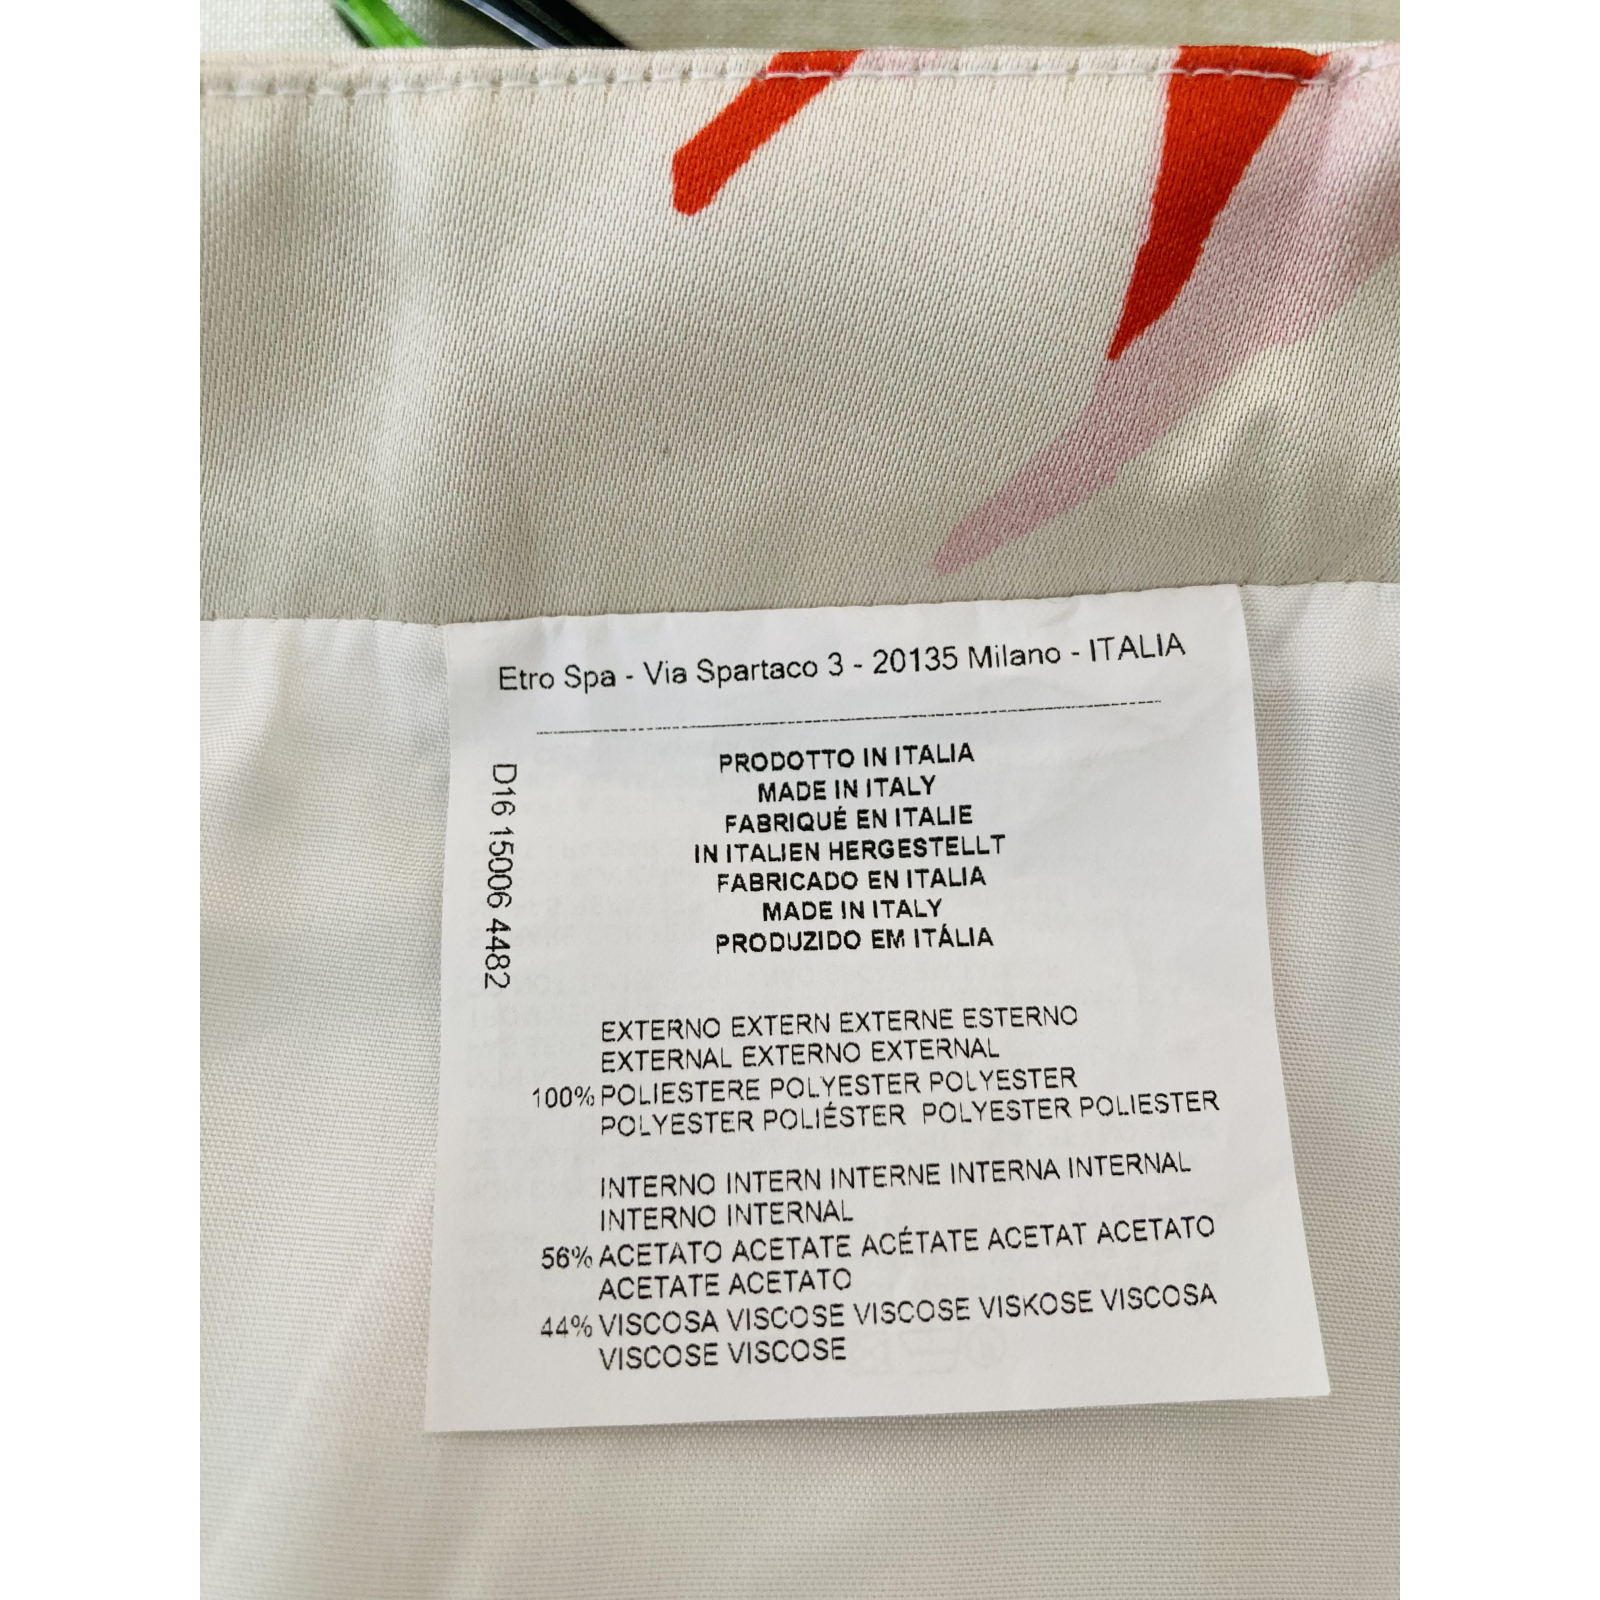 Etro Spa - Via Spartaco 3 - 20135 Milano - ITALIA
D16 15006 4482
PRODOTTO IN ITALIA
MADE IN ITALY
FABRIQUÉ EN ITALIE
IN ITALIEN HERGESTELLT
FABRICADO EN ITALIA
MADE IN ITALY
PRODUZIDO EM ITÁLIA
EXTERNO EXTERN EXTERNE ESTERNO
EXTERNAL EXTERNO EXTERNAL
100% POLIESTERE POLYESTER POLYESTER
POLYESTER POLIÉSTER POLYESTER POLIESTER
INTERNO INTERN INTERNE INTERNA INTERNAL
INTERNO INTERNAL
56% ACETATO ACETATE ACÉTATE ACETAT ACETATO
ACETATE ACETATO
44% VISCOSA VISCOSE VISCOSE VISKOSE VISCOSA
VISCOSE VISCOSE